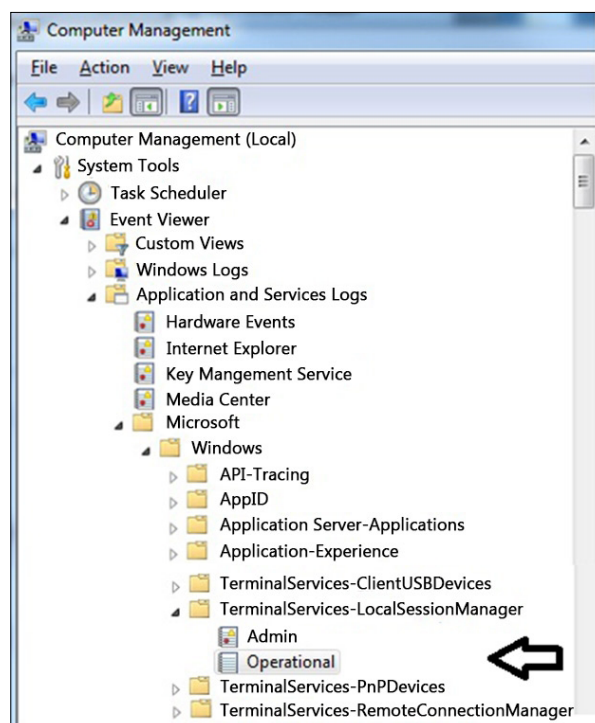 Computer Management
File Action View Help
Computer Management (Local)
System Tools
Task Scheduler
Event Viewer
Custom Views
Windows Logs
Application and Services Logs
Hardware Events
Internet Explorer
Key Mangement Service
Media Center
Microsoft
Windows
API-Tracing
AppID
Application Server-Applications
Application-Experience
TerminalServices-ClientUSBDevices
TerminalServices-LocalSessionManager
Admin
Operational
TerminalServices-PnPDevices
TerminalServices-RemoteConnectionManager